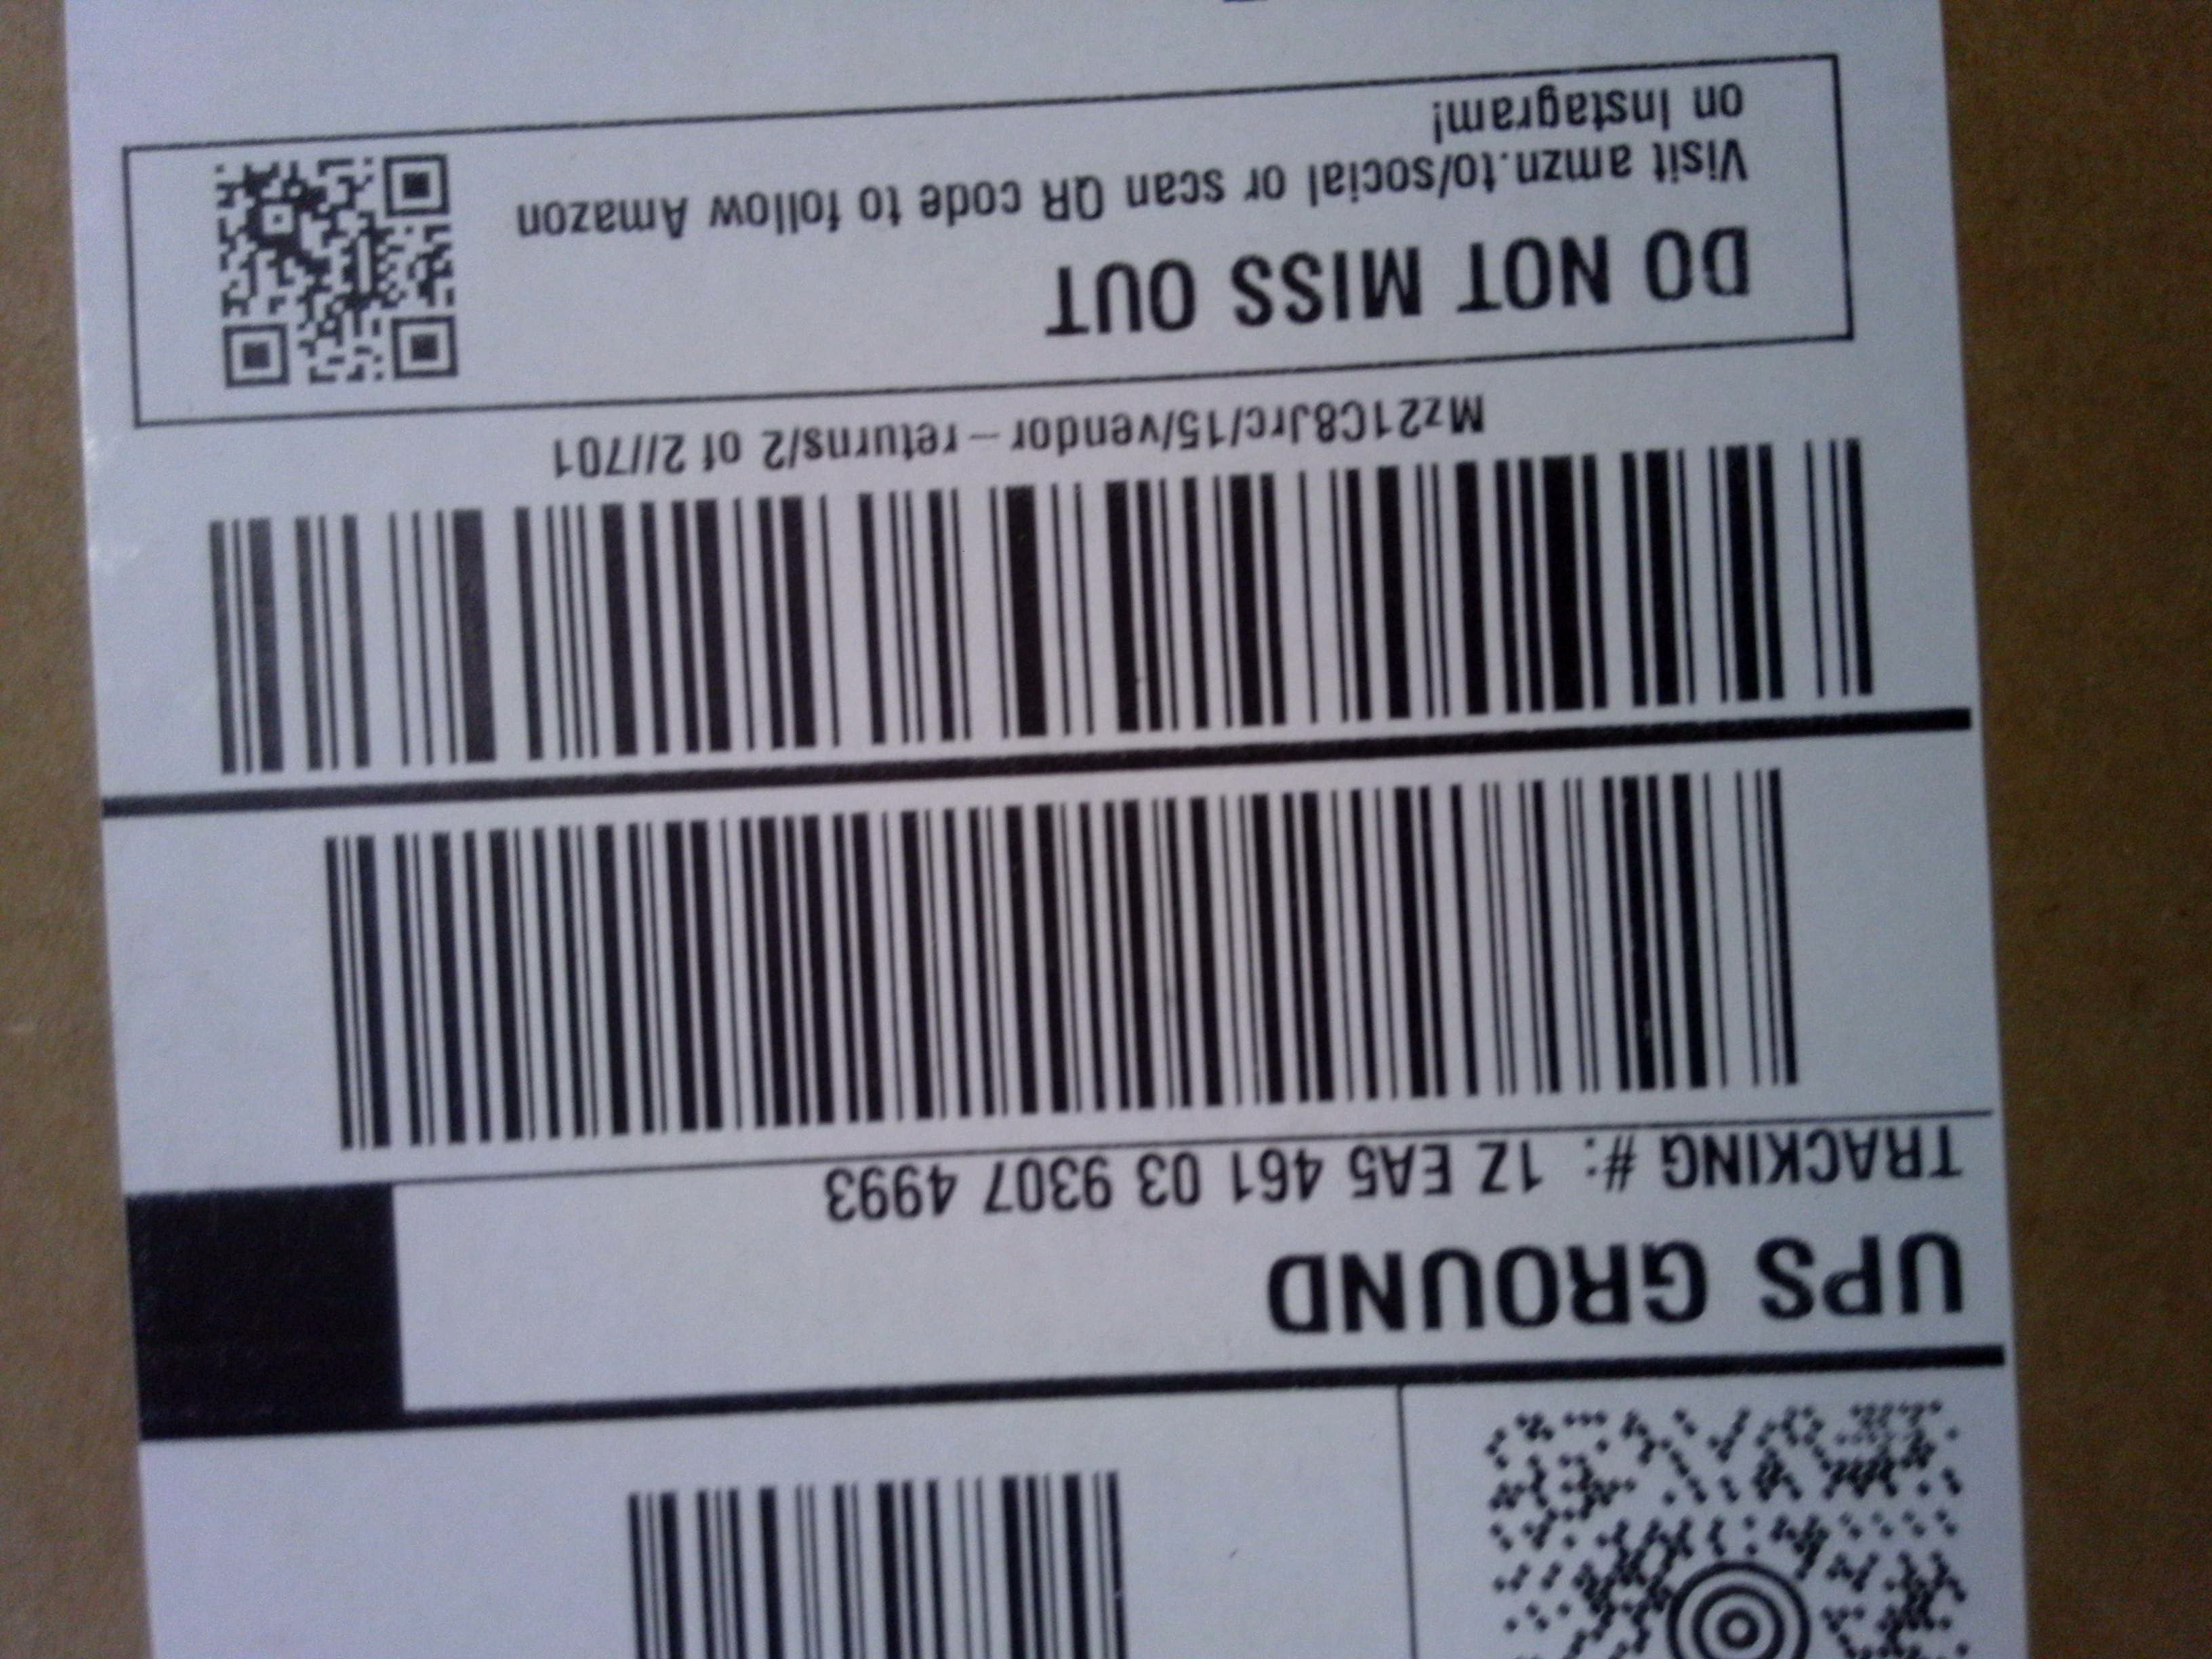 UPS GROUND
TRACKING #: 1Z EA5 461 03 9307 4993
Mz21C8Jrc/15/vendor-returns/2 of 2//701
DO NOT MISS OUT
Visit amzn.to/social or scan QR code to follow Amazon
on Instagram!